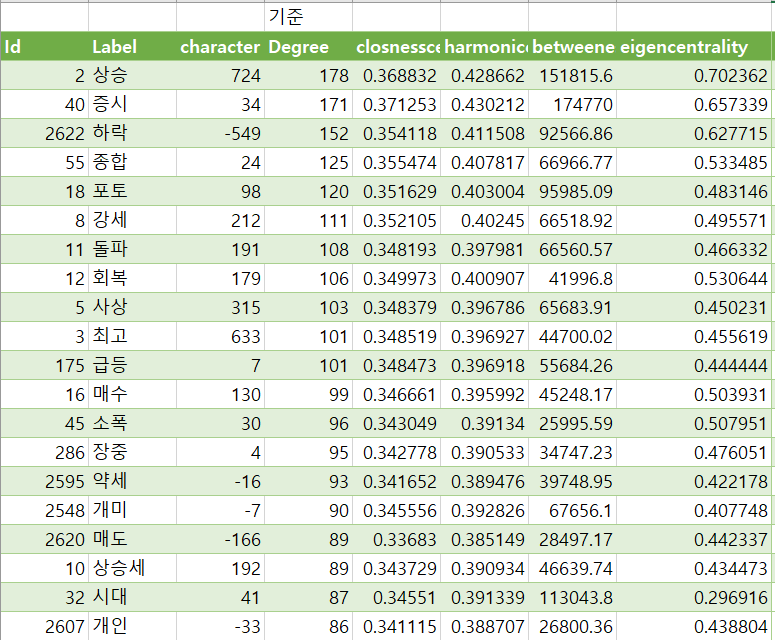 기준
Id Label character Degree closnessce harmonicc betweene eigencentrality
2 상승 724 178 0.368832 0.428662 151815.6 0.702362
40 증시 34 171 0.371253 0.430212 174770 0.657339
2622 하락 -549 152 0.354118 0.411508 92566.86 0.627715
55 종합 24 125 0.355474 0.407817 66966.77 0.533485
18 포토 98 120 0.351629 0.403004 95985.09 0.483146
8 강세 212 111 0.352105 0.40245 66518.92 0.495571
11 돌파 191 108 0.348193 0.397981 66560.57 0.466332
12 회복 179 106 0.349973 0.400907 41996.8 0.530644
5 사상 315 103 0.348379 0.396786 65683.91 0.450231
3 최고 633 101 0.348519 0.396927 44700.02 0.455619
175 급등 7 101 0.348473 0.396918 55684.26 0.444444
16 매수 130 99 0.346661 0.395992 45248.17 0.503931
45 소폭 30 96 0.343049 0.39134 25995.59 0.507951
286 장중 4 95 0.342778 0.390533 34747.23 0.476051
2595 약세 -16 93 0.341652 0.389476 39748.95 0.422178
2548 개미 -7 90 0.345556 0.392826 67656.1 0.407748
2620 매도 -166 89 0.33683 0.385149 28497.17 0.442337
10 상승세 192 89 0.343729 0.390934 46639.74 0.434473
32 시대 41 87 0.34551 0.391339 113043.8 0.296916
2607 개인 -33 86 0.341115 0.388707 26800.36 0.438804